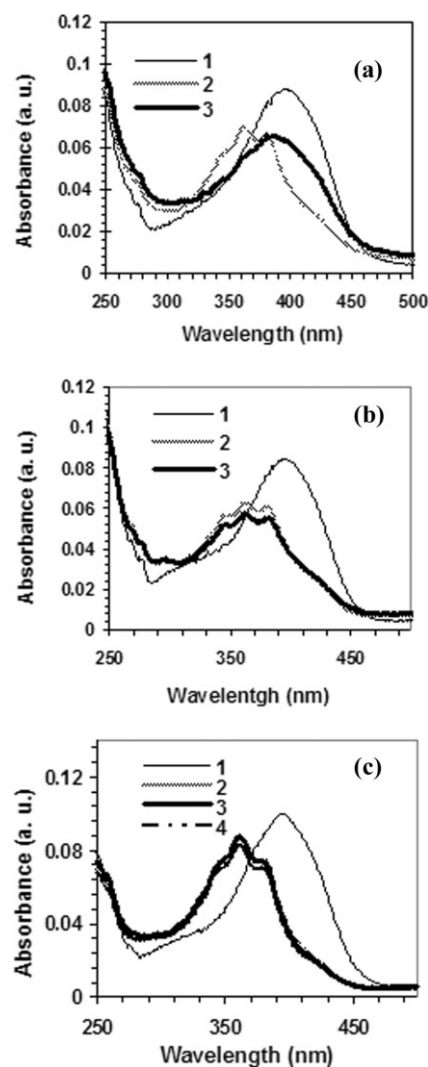 0.12
0.1
0.08
0.06
0.04
0.02
0
Absorbance (a. u.)
1
2
3
(a)
250 300 350 400 450 500
Wavelength (nm)
0.12
0.1
0.08
0.06
0.04
0.02
0
Absorbance (a. u.)
1
2
3
(b)
250 350 450
Wavelentgh (nm)
0.12
0.08
0.04
0
Absorbance (a. u.)
1
2
3
4
(c)
250 350 450
Wavelength (nm)